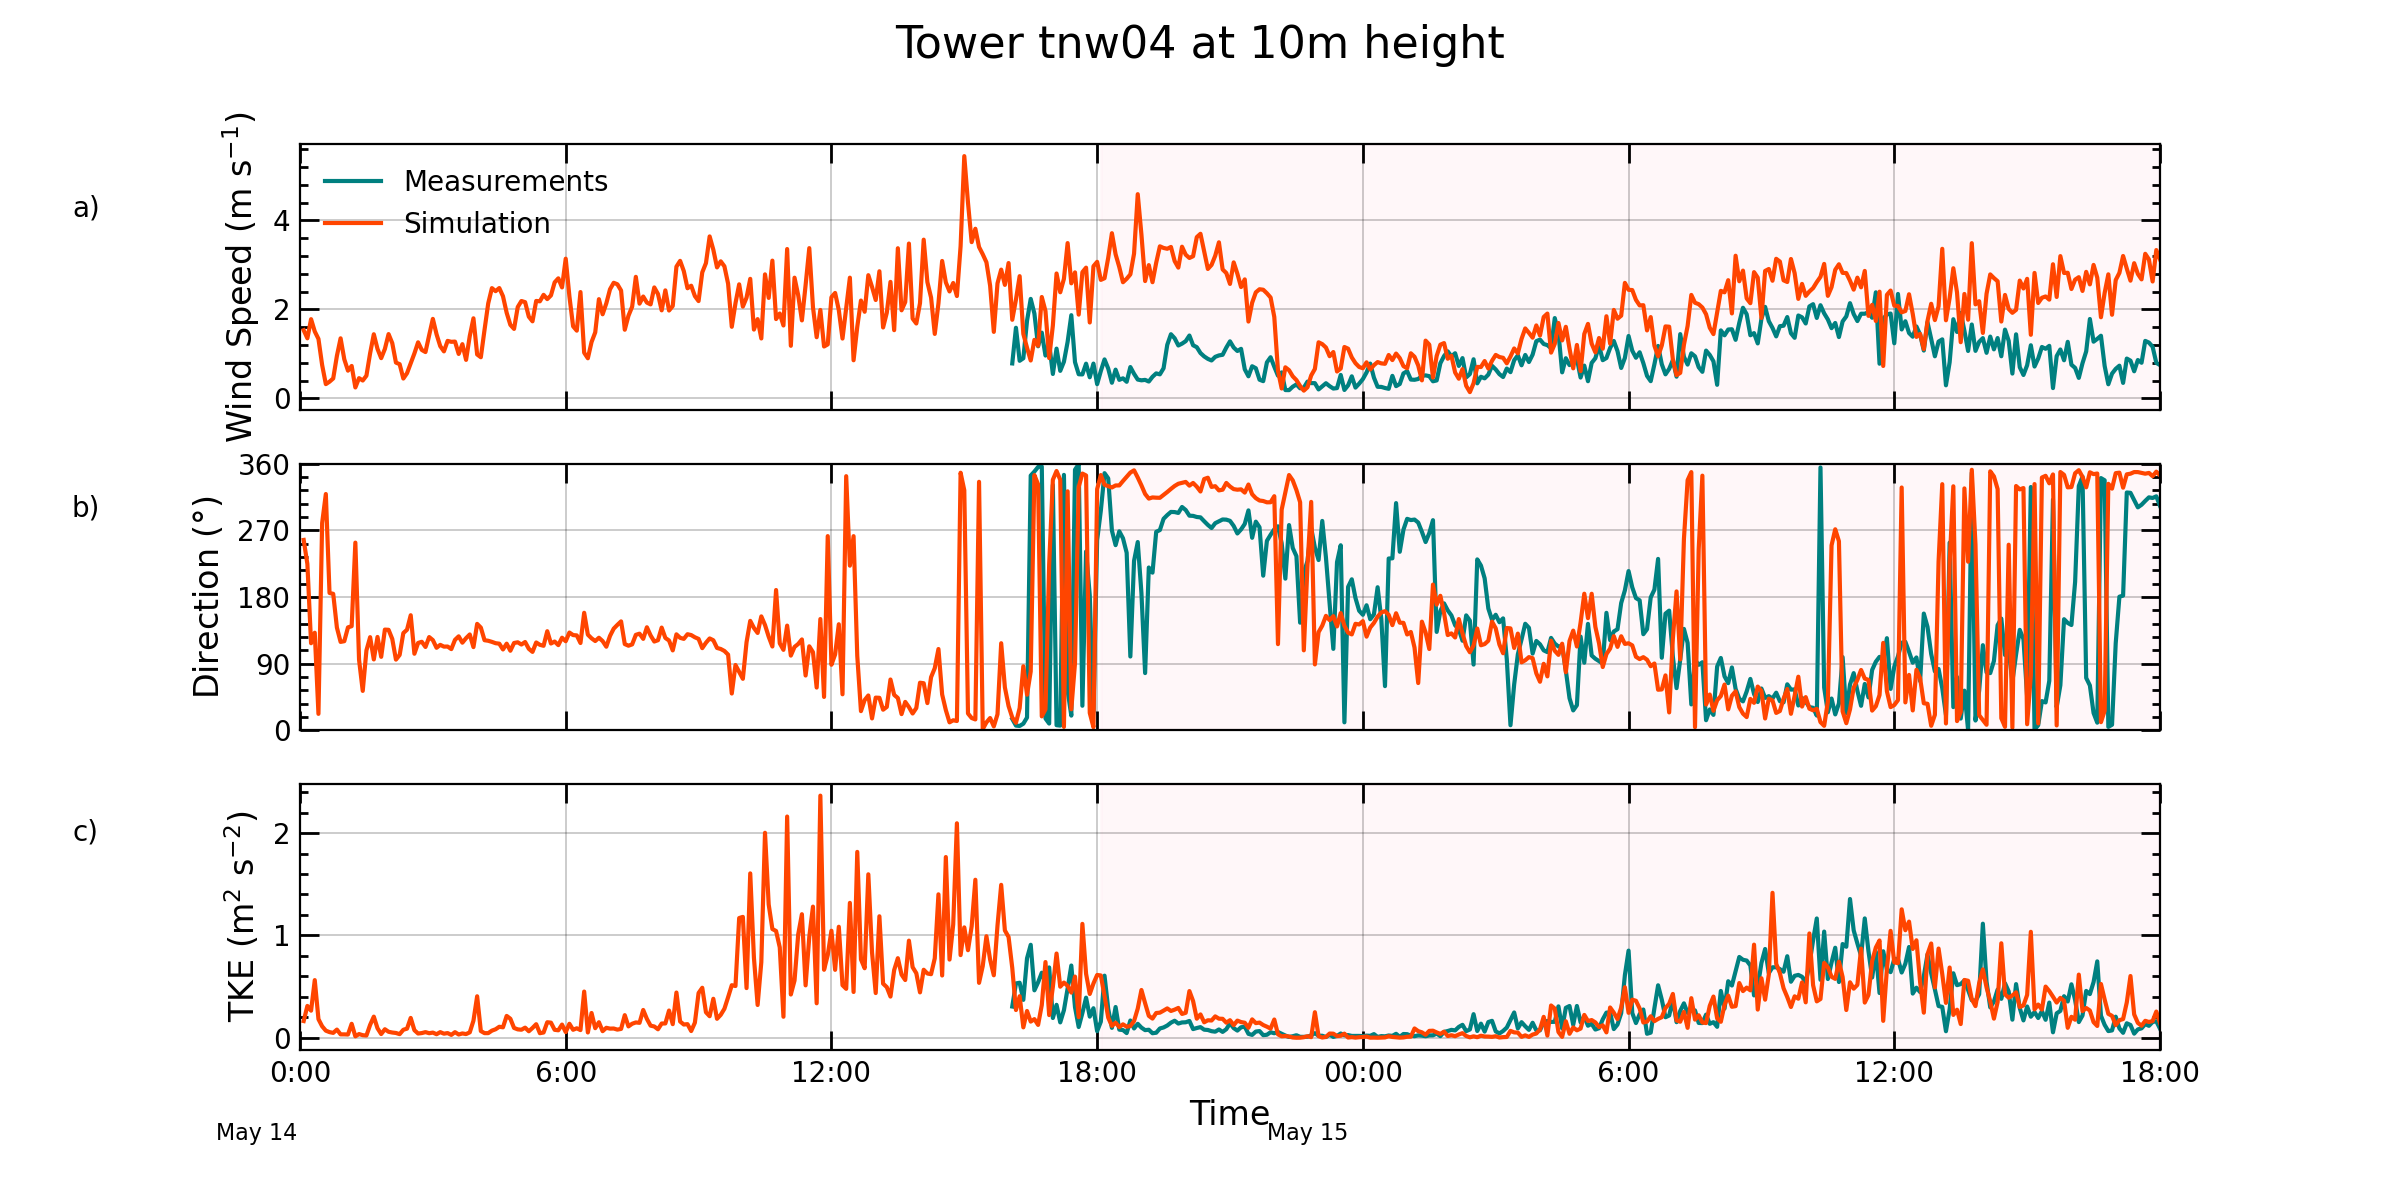 Tower tnw04 at 10m height
a)
Wind Speed (m s⁻¹)
4
2
0
Measurements
Simulation
b)
Direction (°)
360
270
180
90
0
c)
TKE (m² s⁻²)
2
1
0
0:00 6:00 12:00 18:00 00:00 6:00 12:00 18:00
Time
May 14 May 15